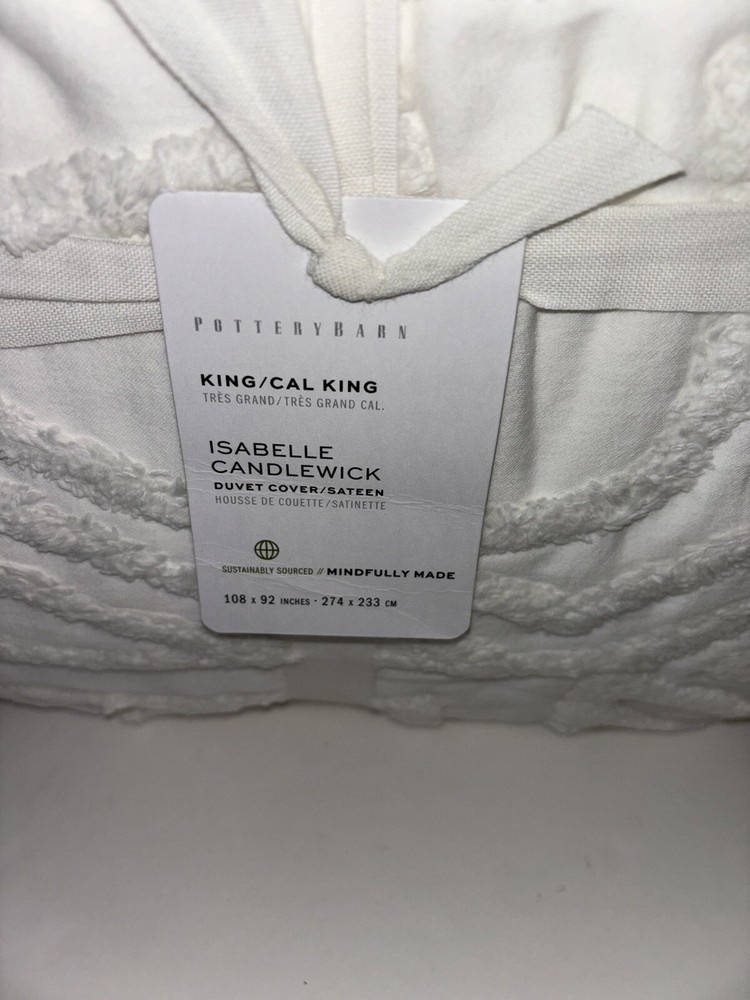 POTTERYBARN
KING/CAL KING
TRÈS GRAND/TRÈS GRAND CAL.
ISABELLE
CANDLEWICK
DUVET COVER/SATEEN
HOUSSE DE COUETTE/SATINETTE
SUSTAINABLY SOURCED // MINDFULLY MADE
108 x 92 INCHES · 274 x 233 CM